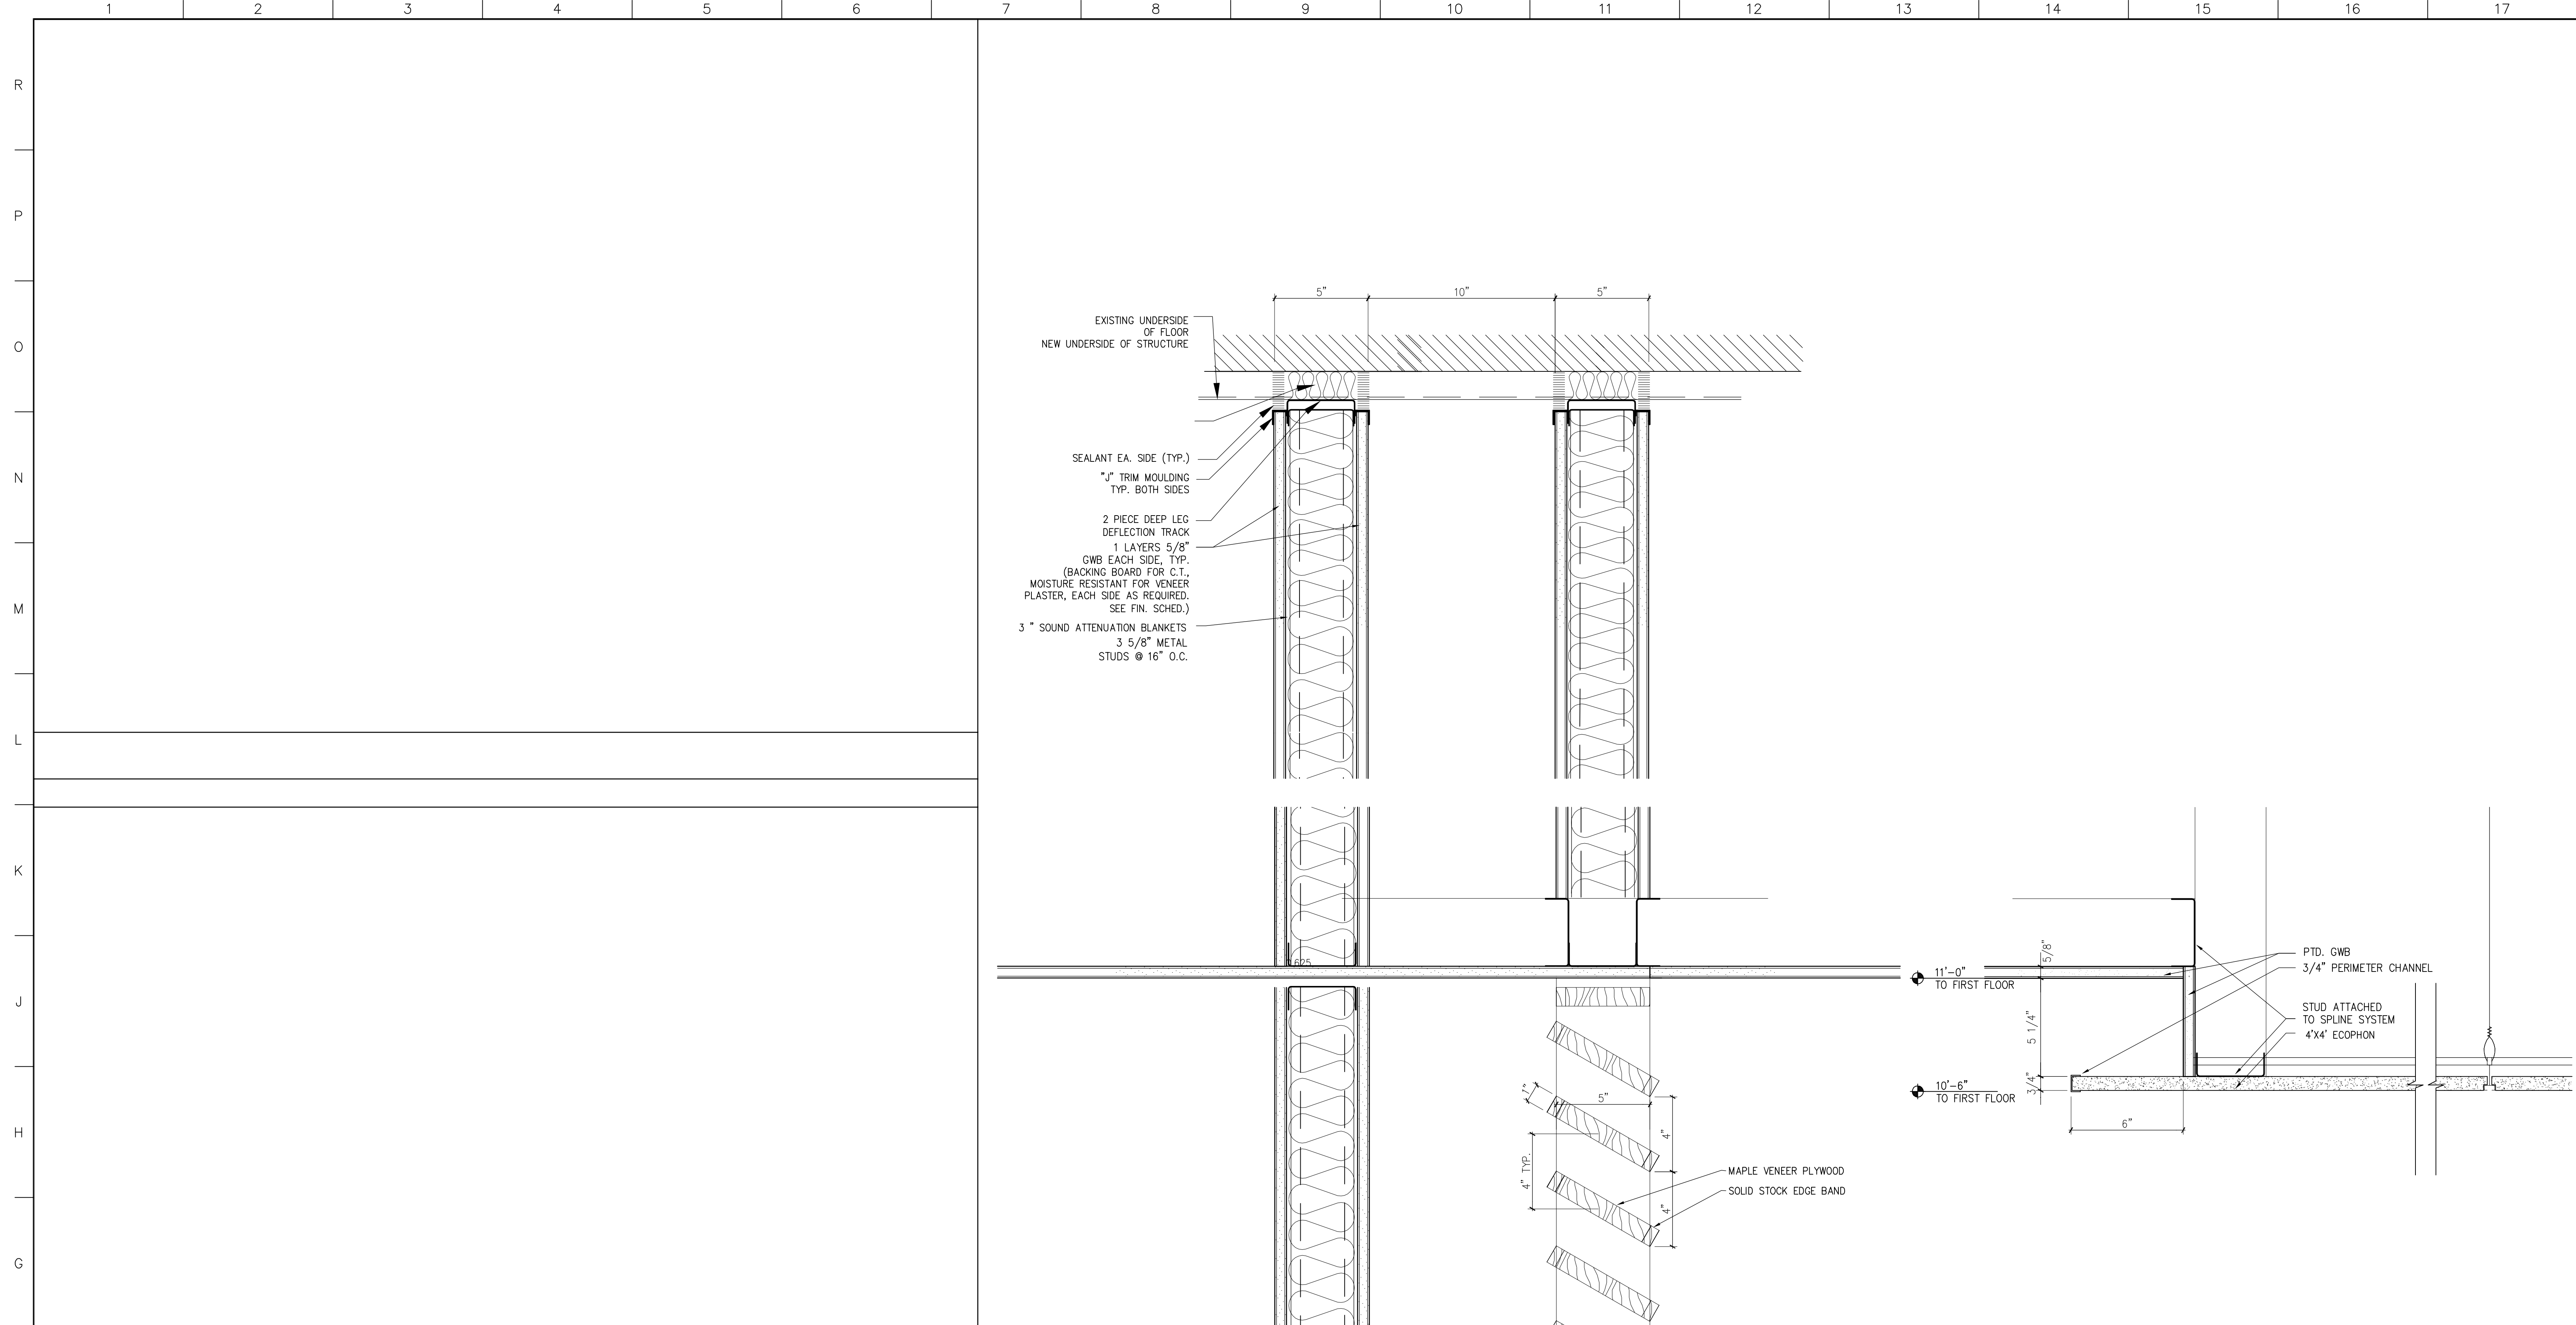 1 2 3 4 5 6 7 8 9 10 11 12 13 14 15 16 17
R
P
O
N
M
L
K
J
H
G
5" 10" 5"
EXISTING UNDERSIDE
OF FLOOR
NEW UNDERSIDE OF STRUCTURE
SEALANT EA. SIDE (TYP.)
"J" TRIM MOULDING
TYP. BOTH SIDES
2 PIECE DEEP LEG
DEFLECTION TRACK
1 LAYERS 5/8"
GWB EACH SIDE, TYP.
(BACKING BOARD FOR C.T.,
MOISTURE RESISTANT FOR VENEER
PLASTER, EACH SIDE AS REQUIRED.
SEE FIN. SCHED.)
3 " SOUND ATTENUATION BLANKETS
3 5/8" METAL
STUDS @ 16" O.C.
.625
1"
5"
4"
4" TYP.
4"
MAPLE VENEER PLYWOOD
SOLID STOCK EDGE BAND
11'-0"
TO FIRST FLOOR
10'-6"
TO FIRST FLOOR
5/8"
5 1/4"
3/4"
6"
PTD. GWB
3/4" PERIMETER CHANNEL
STUD ATTACHED
TO SPLINE SYSTEM
4'X4' ECOPHON